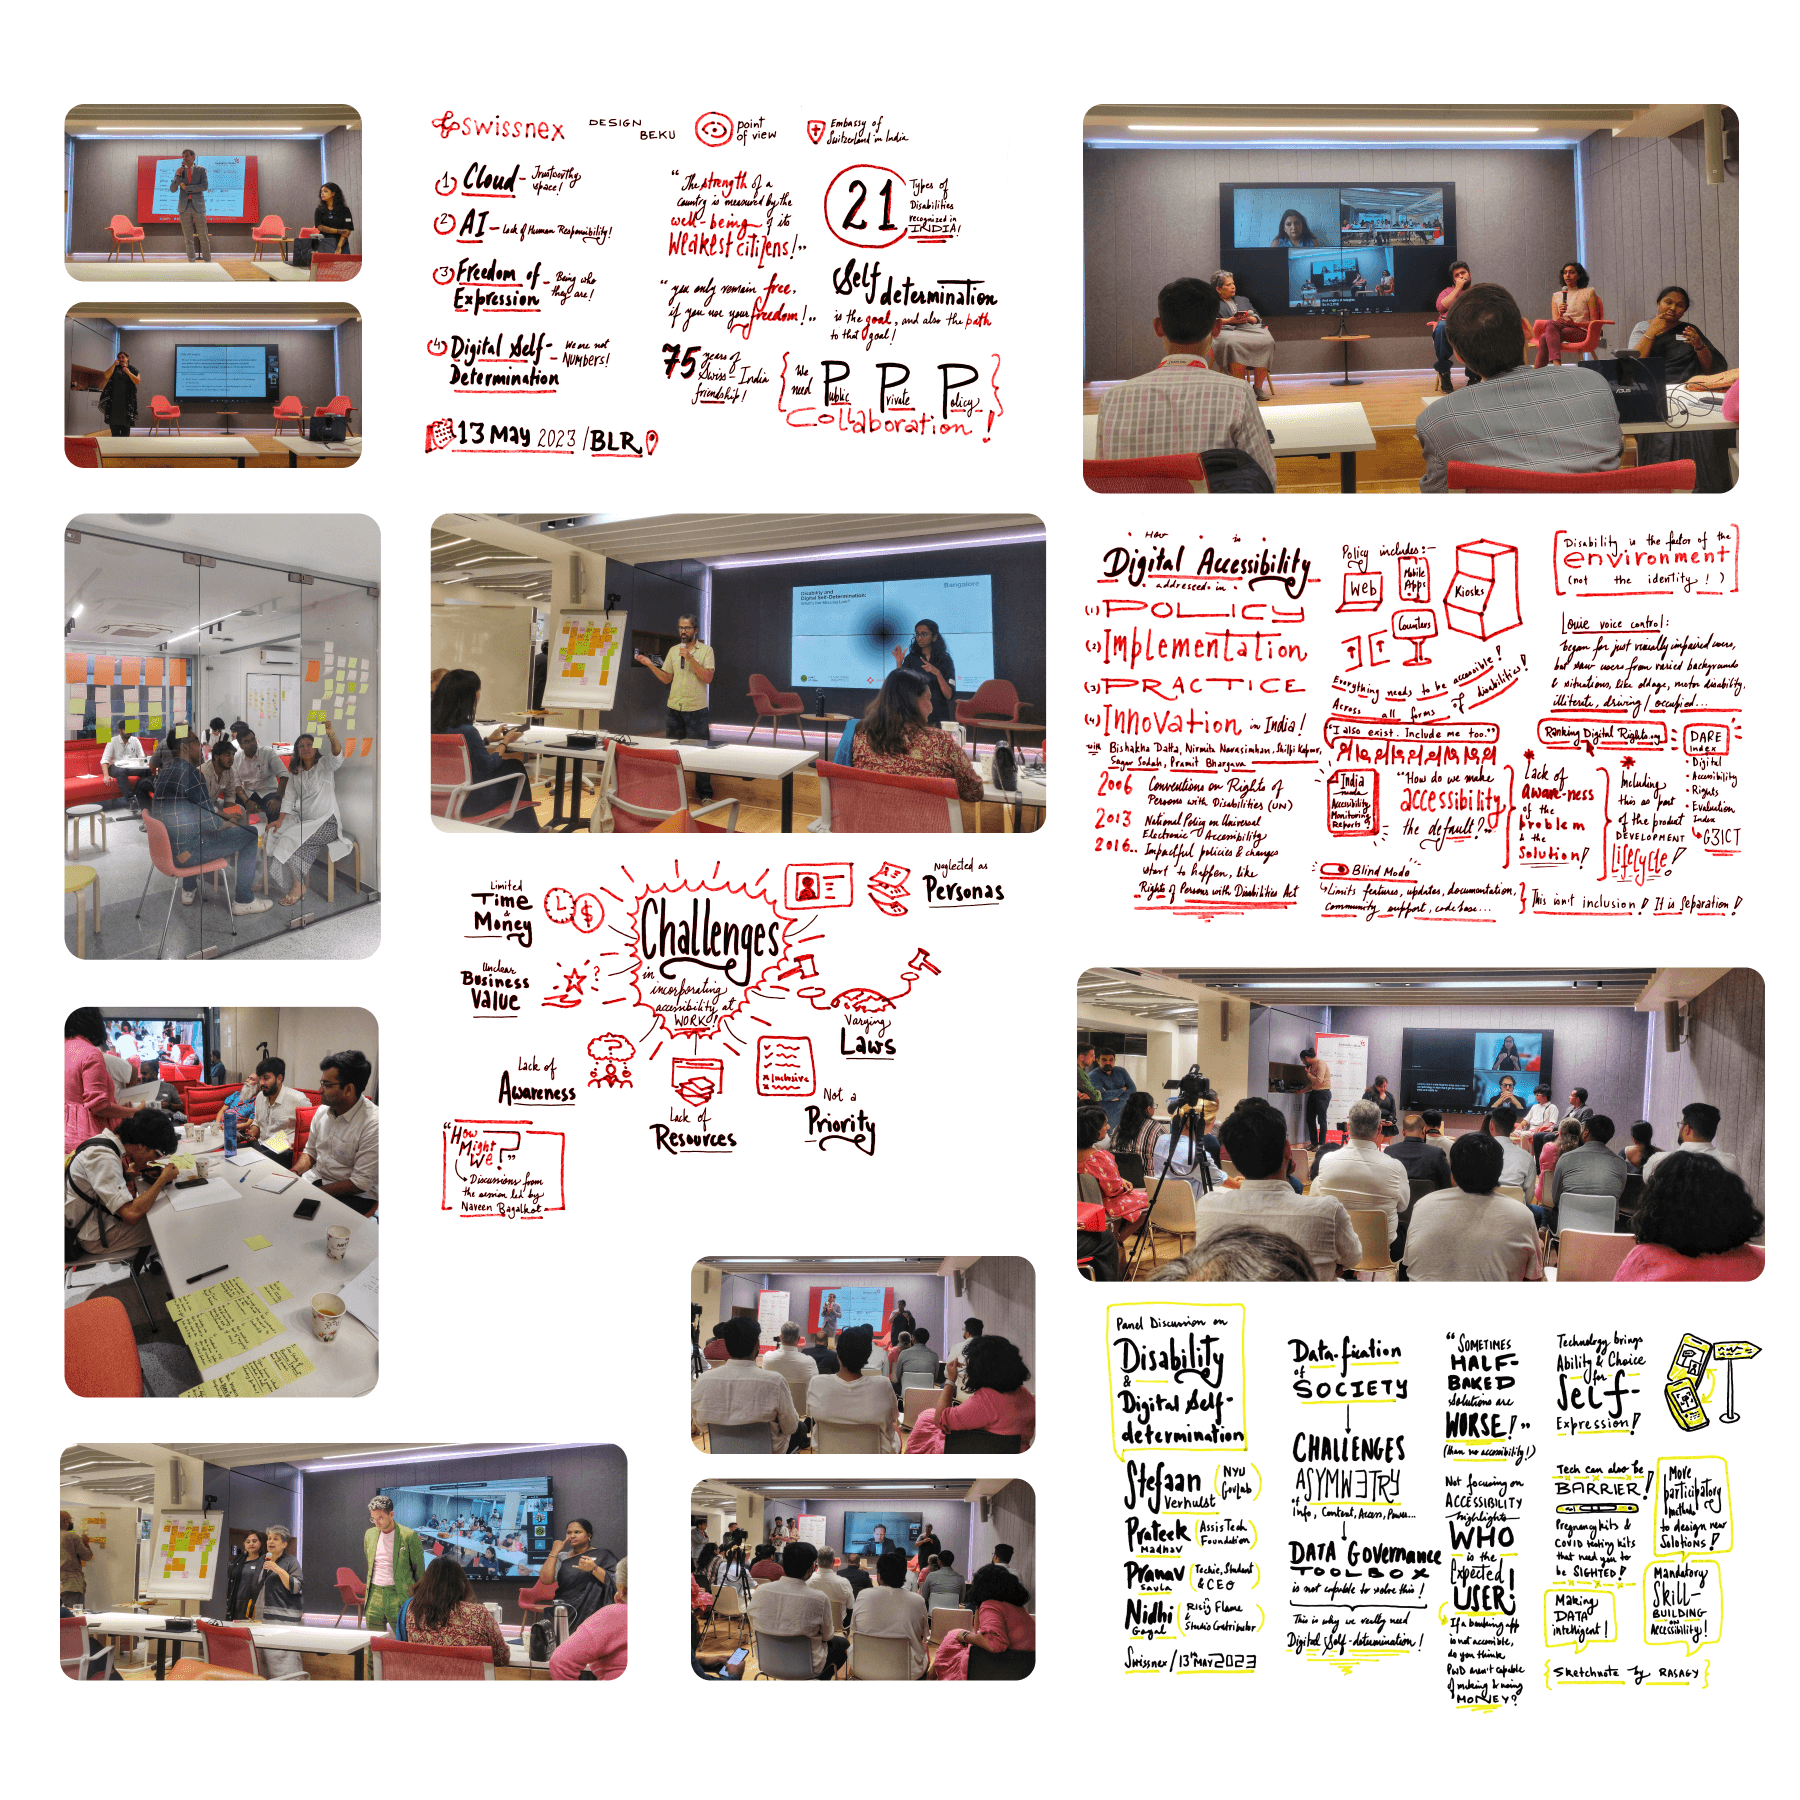 swissnex
DESIGN
BEKU
Point
of view
Embassy of
Switzerland in India
1 Cloud - Trustworthy
space!
2 AI - Lack of Human Responsibility!
3 Freedom of
Expression - Being who
they are!
4 Digital Self-
Determination - We are not
NUMBERS!
13 May 2023 / BLR
"The strength of a
country is measured by the
well-being of its
weakest citizens!"
"you only remain free,
if you use your freedom!"
75 years of
Swiss-India
friendship!
21 Types of
Disabilities
recognized in
INDIA!
Self
determination
is the goal, and also the path
to that goal!
{ We
need Public Private Policy }
Collaboration!
Disability and
Digital Self-Determination:
What's the Missing Link?
Bangalore
How is
Digital Accessibility
addressed in
(1) POLICY
(2) Implementation
(3) PRACTICE
(4) Innovation in India!
with Bishakha Datta, Nirmita Narasimhan, Shilpi Kapoor,
Sagar Sodah, Pramit Bhargava
2006 Conventions on Rights of
Persons with Disabilities (UN)
2013 National Policy on Universal
Electronic Accessibility
2016.. Impactful policies & changes
start to happen, like
Rights of Persons with Disabilities Act
Policy includes:-
Web
Mobile
Apps
Kiosks
Counters
Everything needs to be accessible!
Across all forms of disabilities!
"I also exist. Include me too."
India
needs
Accessibility
Monitoring
Reports?
"How do we make
accessibility
the default?"
Lack of
awareness
of the
problem
& the
solution!
Including
this as part
of the product
DEVELOPMENT
Lifecycle!
Blind Mode
Limits features, updates, documentation,
community support, code base...
This isn't inclusion! It is separation!
[Disability is the factor of the
environment
(not the identity!)]
Louie voice control:
began for just visually impaired users,
but saw users from varied backgrounds
& situations, like old age, motor disability,
illiterate, driving/occupied...
Ranking Digital Rights.org
DARE
Index
• Digital
• Accessibility
• Rights
• Evaluation
Index
G3ICT
Challenges
in
incorporating
accessibility at
WORK!
Limited
Time
&
Money
Unclear
Business
Value
Lack of
Awareness
Lack of
Resources
inclusive
Not a
Priority
Varying
Laws
Neglected as
Personas
"How
Might
We?"
Discussions from
the session led by
Naveen Bagalkot
Panel Discussion on
Disability
&
Digital Self-
determination
Stefaan
Verhulst
(NYU
GovLab)
Prateek
Madhav
(AssisTech
Foundation)
Pranav
Savla
(Techie, Student
& CEO)
Nidhi
Goyal
(Rising Flame
&
Studio Contributor)
Swissnex / 13th MAY 2023
Data-fication
of
SOCIETY
CHALLENGES
ASYMMETRY
of
Info, Content, Access, Power...
DATA Governance
TOOLBOX
is not capable to solve this!
This is why we really need
Digital Self-determination!
"SOMETIMES
HALF-
BAKED
solutions are
WORSE!"
(than no accessibility!)
Not focusing on
ACCESSIBILITY
highlights
WHO
is the
Expected
USER!
If a banking app
is not accessible,
do you think
PwD aren't capable
of making & using
MONEY?
Technology brings
Ability & Choice
for
Self-
Expression!
Tech can also be
BARRIER!
Pregnancy kits &
COVID testing kits
that need you to
be SIGHTED!
Making
DATA
intelligent!
More
participatory
methods
to design new
Solutions!
Mandatory
Skill-
BUILDING
on
Accessibility!
{Sketchnote by RASAGY}